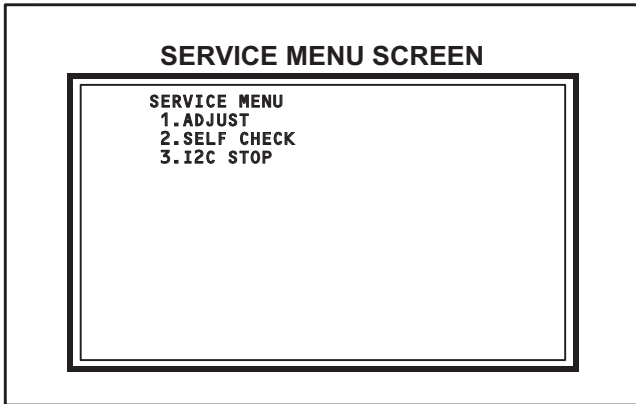 SERVICE MENU SCREEN
SERVICE MENU
1.ADJUST
2.SELF CHECK
3.I2C STOP